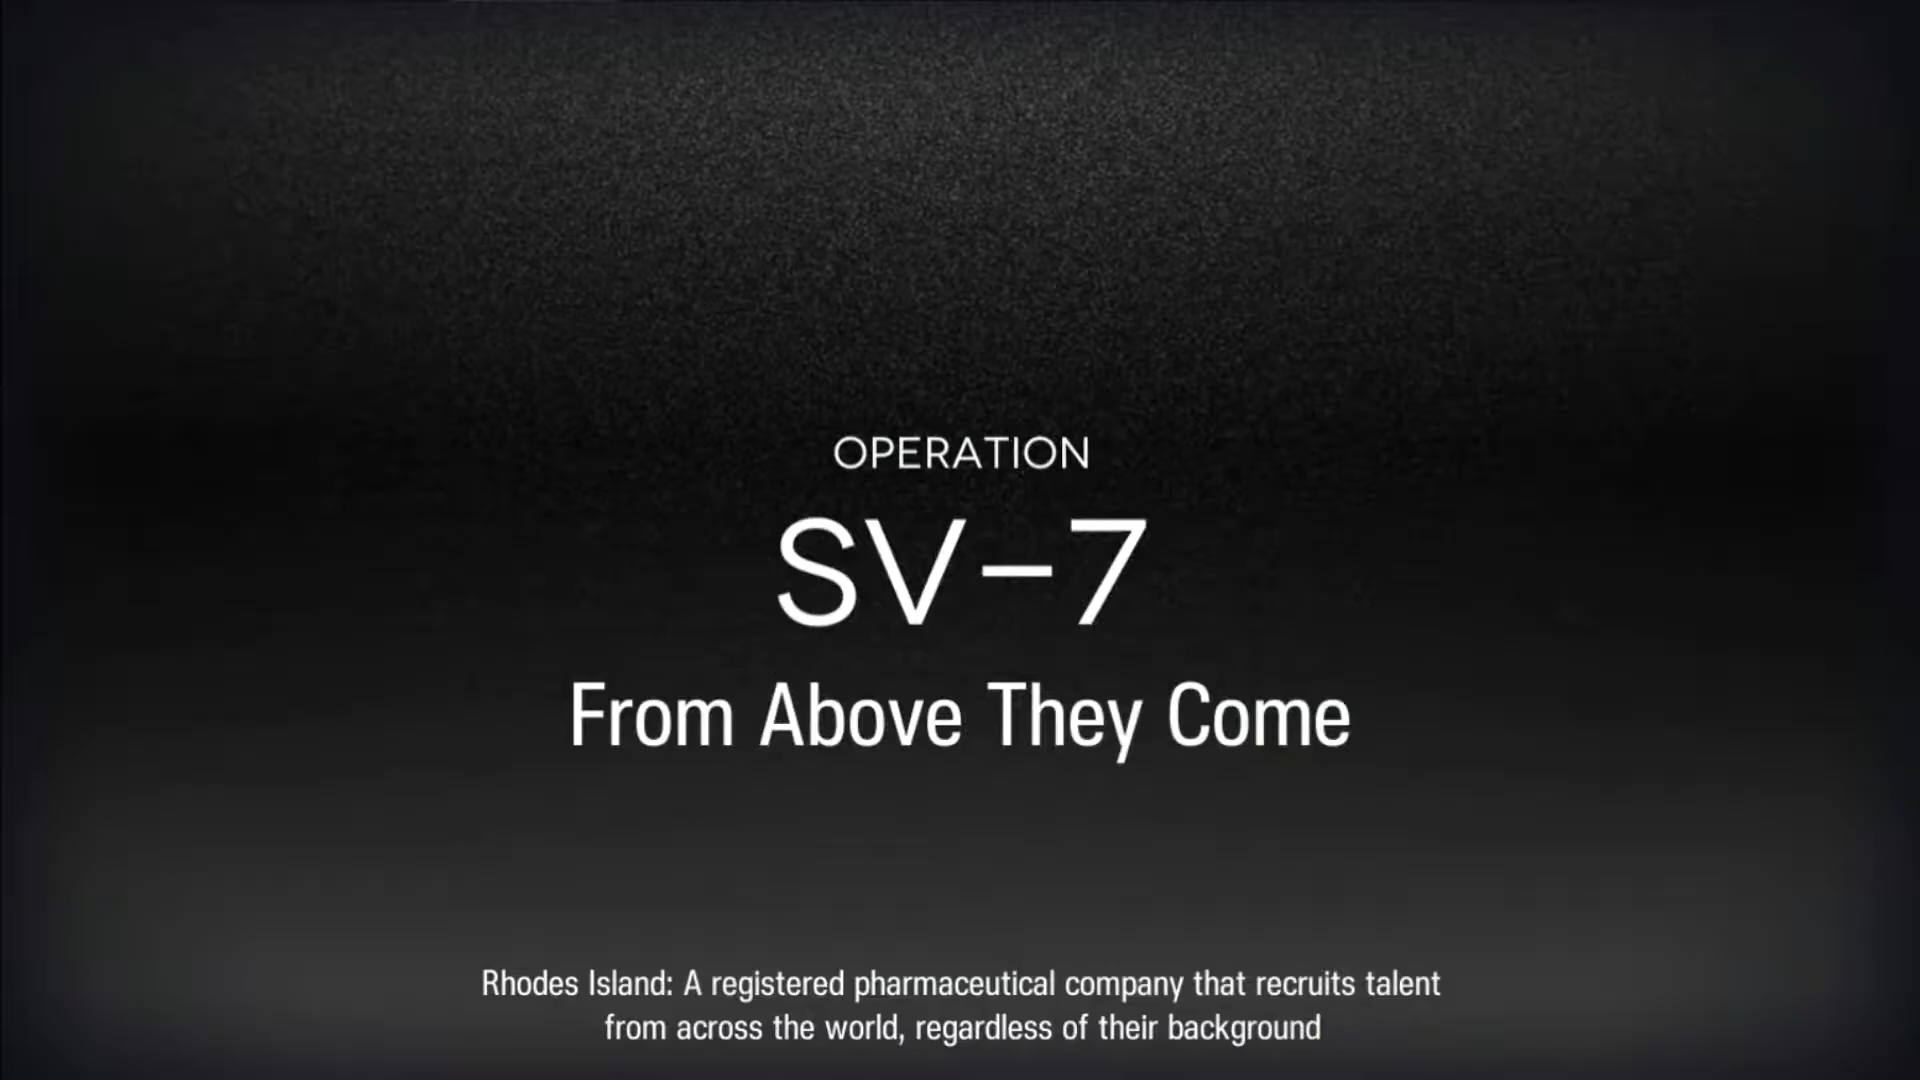 OPERATION
SV-7
From Above They Come
Rhodes Island: A registered pharmaceutical company that recruits talent
from across the world, regardless of their background